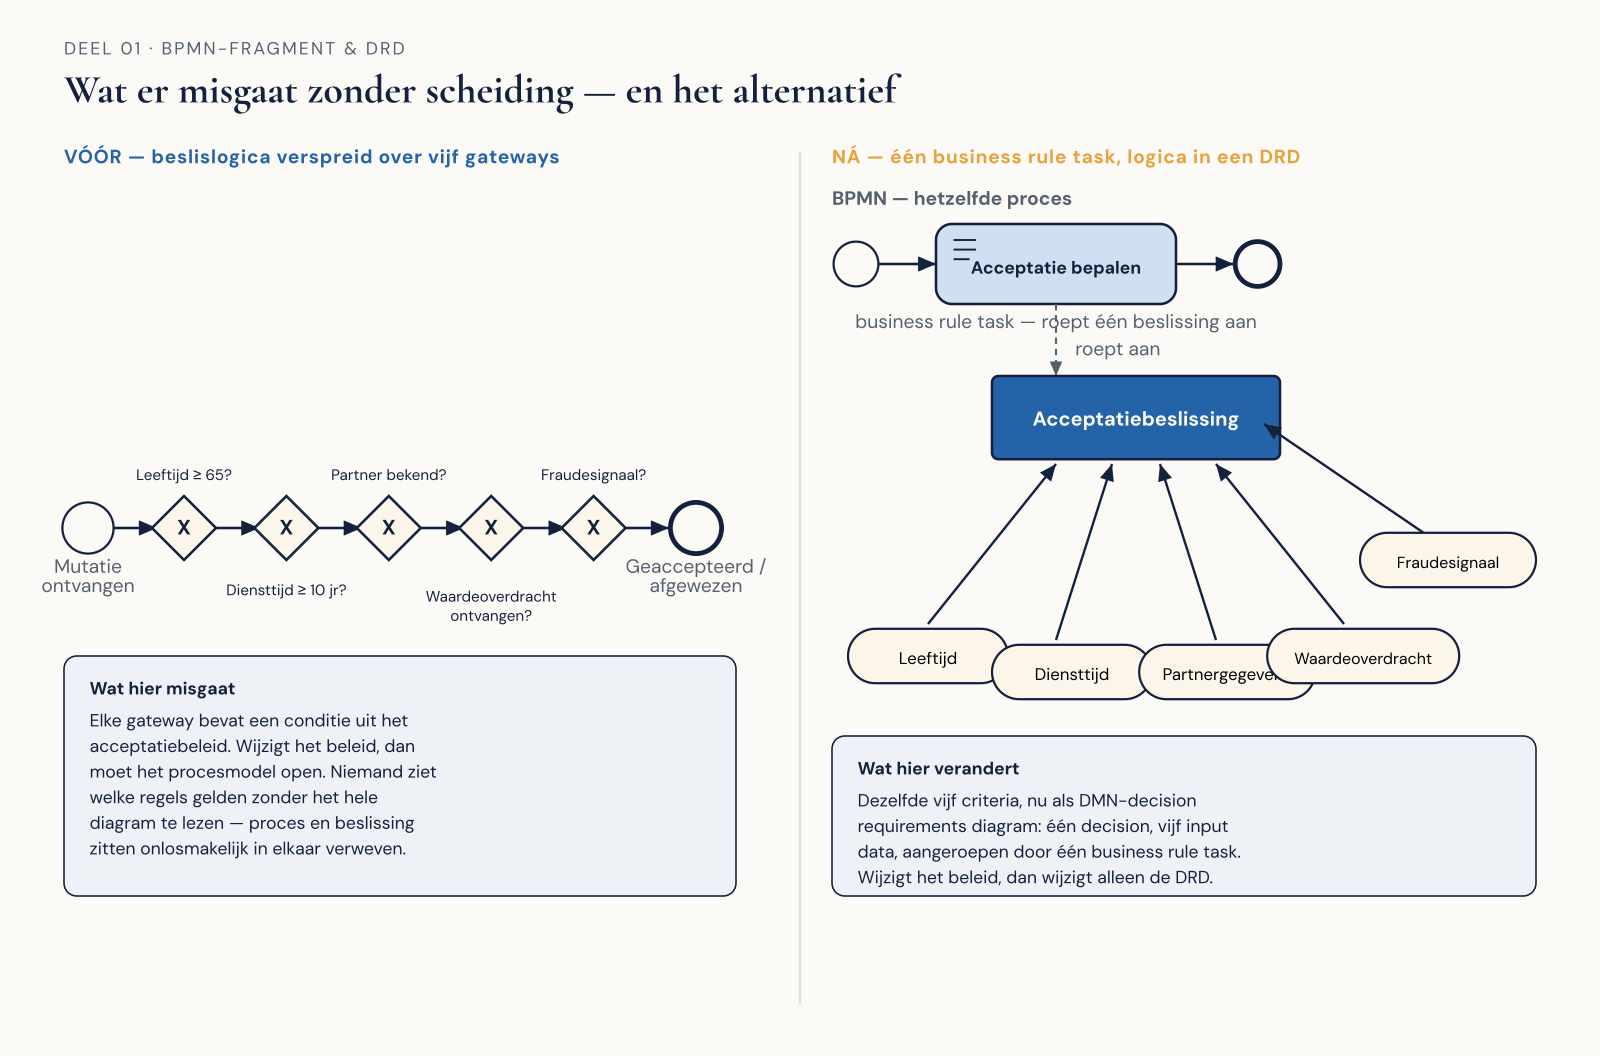 DEEL 01 · BPMN-FRAGMENT & DRD
Wat er misgaat zonder scheiding — en het alternatief
VÓÓR — beslislogica verspreid over vijf gateways
Leeftijd ≥ 65?
Partner bekend?
Fraudesignaal?
X
X
X
X
X
Mutatie
ontvangen
Geaccepteerd /
afgewezen
Diensttijd ≥ 10 jr?
Waardeoverdracht
ontvangen?
Wat hier misgaat
Elke gateway bevat een conditie uit het
acceptatiebeleid. Wijzigt het beleid, dan
moet het procesmodel open. Niemand ziet
welke regels gelden zonder het hele
diagram te lezen — proces en beslissing
zitten onlosmakelijk in elkaar verweven.
NÁ — één business rule task, logica in een DRD
BPMN — hetzelfde proces
Acceptatie bepalen
business rule task — roept één beslissing aan
roept aan
Acceptatiebeslissing
Fraudesignaal
Leeftijd
Diensttijd
Waardeoverdracht
Wat hier verandert
Dezelfde vijf criteria, nu als DMN-decision
requirements diagram: één decision, vijf input
data, aangeroepen door één business rule task.
Wijzigt het beleid, dan wijzigt alleen de DRD.